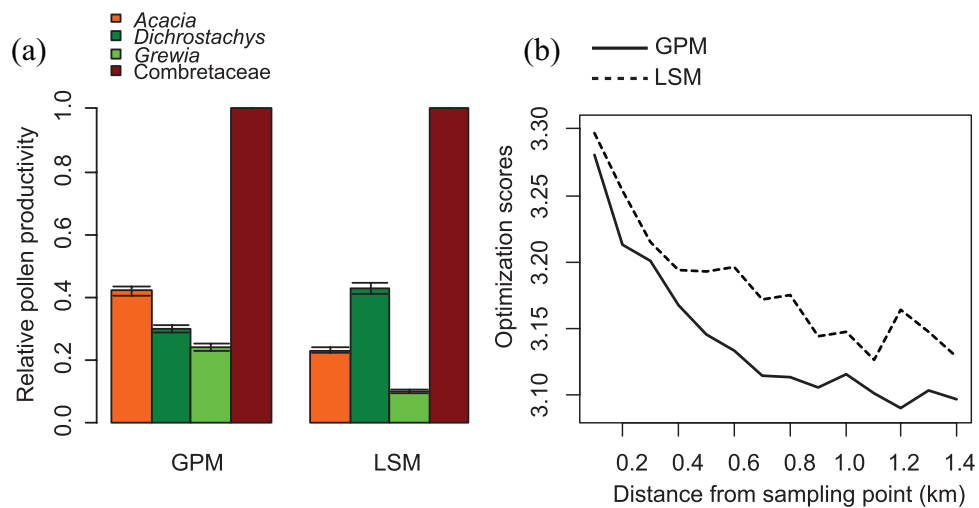 (a)
Acacia
Dichrostachys
Grewia
Combretaceae
Relative pollen productivity
1.0
0.8
0.6
0.4
0.2
0.0
GPM
LSM
(b)
GPM
LSM
Optimization scores
3.30
3.25
3.20
3.15
3.10
0.2 0.4 0.6 0.8 1.0 1.2 1.4
Distance from sampling point (km)